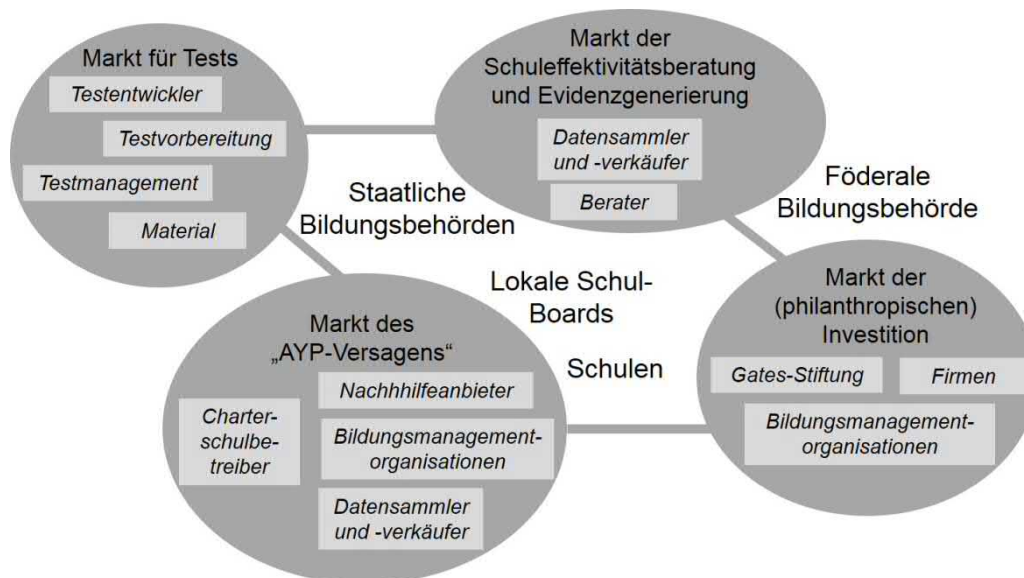 Markt für Tests
Testentwickler
Testvorbereitung
Testmanagement
Material
Markt der
Schuleffektivitätsberatung
und Evidenzgenerierung
Datensammler
und -verkäufer
Berater
Staatliche
Bildungsbehörden
Föderale
Bildungsbehörde
Lokale Schul-
Boards
Schulen
Markt des
„AYP-Versagens“
Charter-
schulbe-
treiber
Nachhhilfeanbieter
Bildungsmanagement-
organisationen
Datensammler
und -verkäufer
Markt der
(philanthropischen)
Investition
Gates-Stiftung
Firmen
Bildungsmanagement-
organisationen